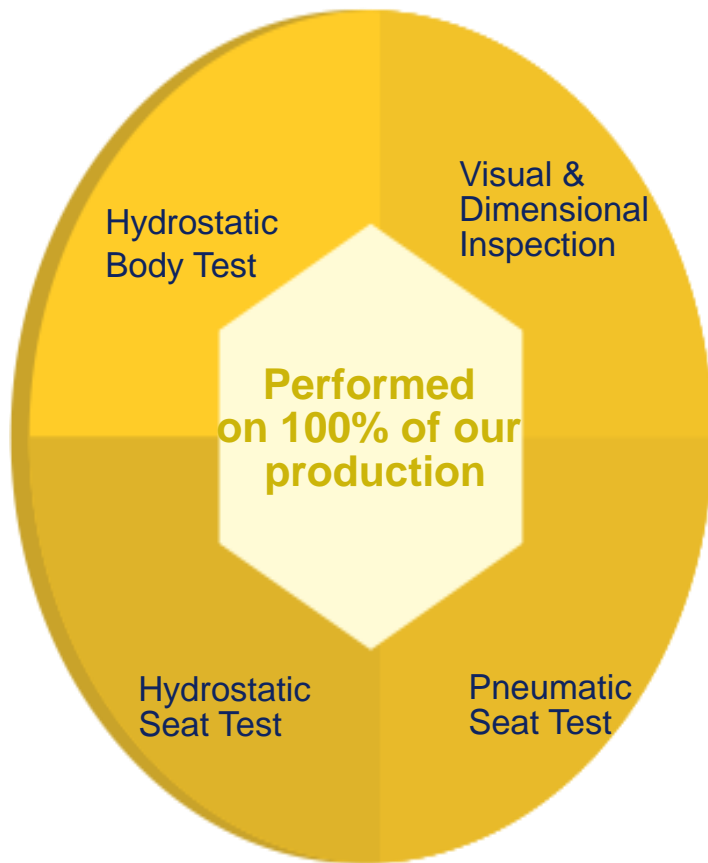 Hydrostatic
Body Test
Visual &
Dimensional
Inspection
Performed
on 100% of our
production
Hydrostatic
Seat Test
Pneumatic
Seat Test